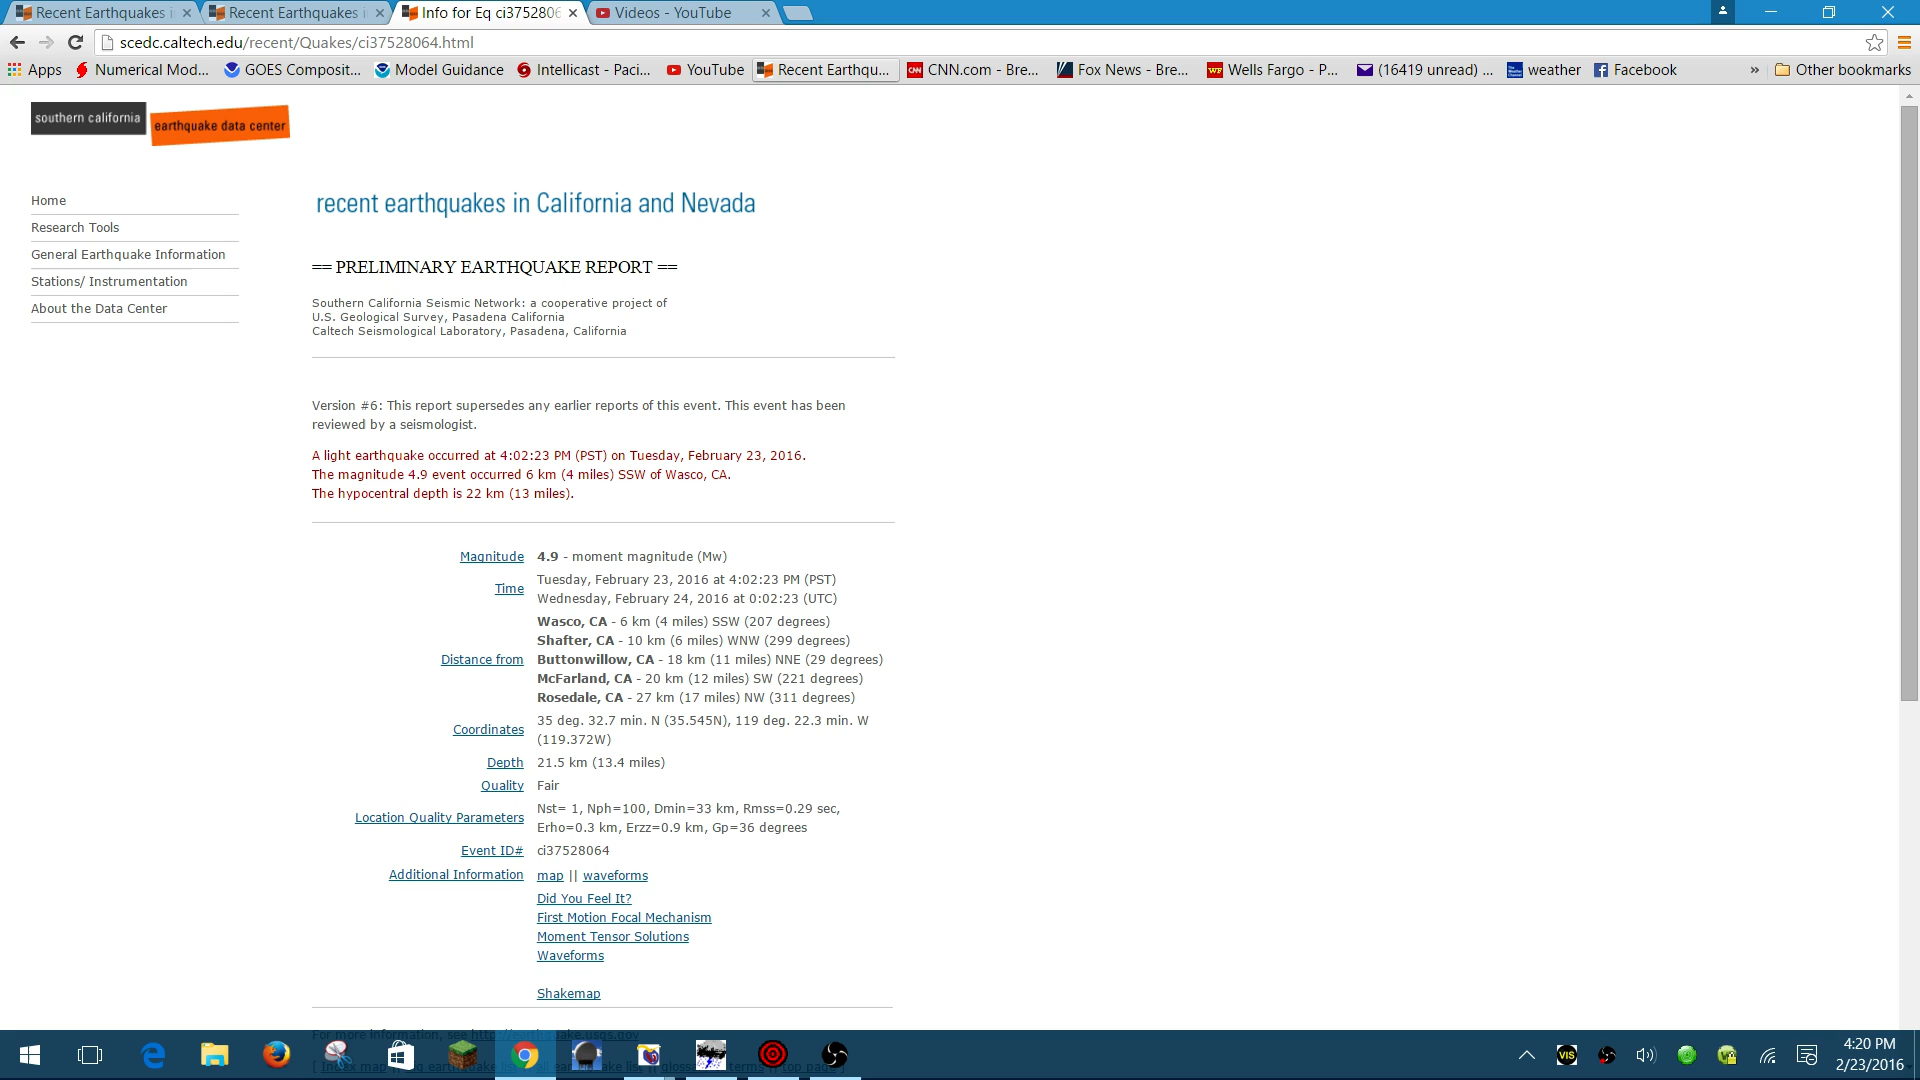 Recent Earthquakes i
Recent Earthquakes i
Info for Eq ci3752806
Videos - YouTube
scedc.caltech.edu/recent/Quakes/ci37528064.html
Apps
Numerical Mod...
GOES Composit...
Model Guidance
Intellicast - Paci...
YouTube
Recent Earthqu...
CNN.com - Bre...
Fox News - Bre...
Wells Fargo - P...
(16419 unread) ...
weather
Facebook
»
Other bookmarks
southern california
earthquake data center
Home
Research Tools
General Earthquake Information
Stations/ Instrumentation
About the Data Center
recent earthquakes in California and Nevada
== PRELIMINARY EARTHQUAKE REPORT ==
Southern California Seismic Network: a cooperative project of
U.S. Geological Survey, Pasadena California
Caltech Seismological Laboratory, Pasadena, California
Version #6: This report supersedes any earlier reports of this event. This event has been
reviewed by a seismologist.
A light earthquake occurred at 4:02:23 PM (PST) on Tuesday, February 23, 2016.
The magnitude 4.9 event occurred 6 km (4 miles) SSW of Wasco, CA.
The hypocentral depth is 22 km (13 miles).
Magnitude 4.9 - moment magnitude (Mw)
Time Tuesday, February 23, 2016 at 4:02:23 PM (PST)
Wednesday, February 24, 2016 at 0:02:23 (UTC)
Distance from Wasco, CA - 6 km (4 miles) SSW (207 degrees)
Shafter, CA - 10 km (6 miles) WNW (299 degrees)
Buttonwillow, CA - 18 km (11 miles) NNE (29 degrees)
McFarland, CA - 20 km (12 miles) SW (221 degrees)
Rosedale, CA - 27 km (17 miles) NW (311 degrees)
Coordinates 35 deg. 32.7 min. N (35.545N), 119 deg. 22.3 min. W
(119.372W)
Depth 21.5 km (13.4 miles)
Quality Fair
Location Quality Parameters Nst= 1, Nph=100, Dmin=33 km, Rmss=0.29 sec,
Erho=0.3 km, Erzz=0.9 km, Gp=36 degrees
Event ID# ci37528064
Additional Information map || waveforms
Did You Feel It?
First Motion Focal Mechanism
Moment Tensor Solutions
Waveforms
Shakemap
For more information, see http://earthquake.usgs.gov
[ Index map
VIS
4:20 PM
2/23/2016